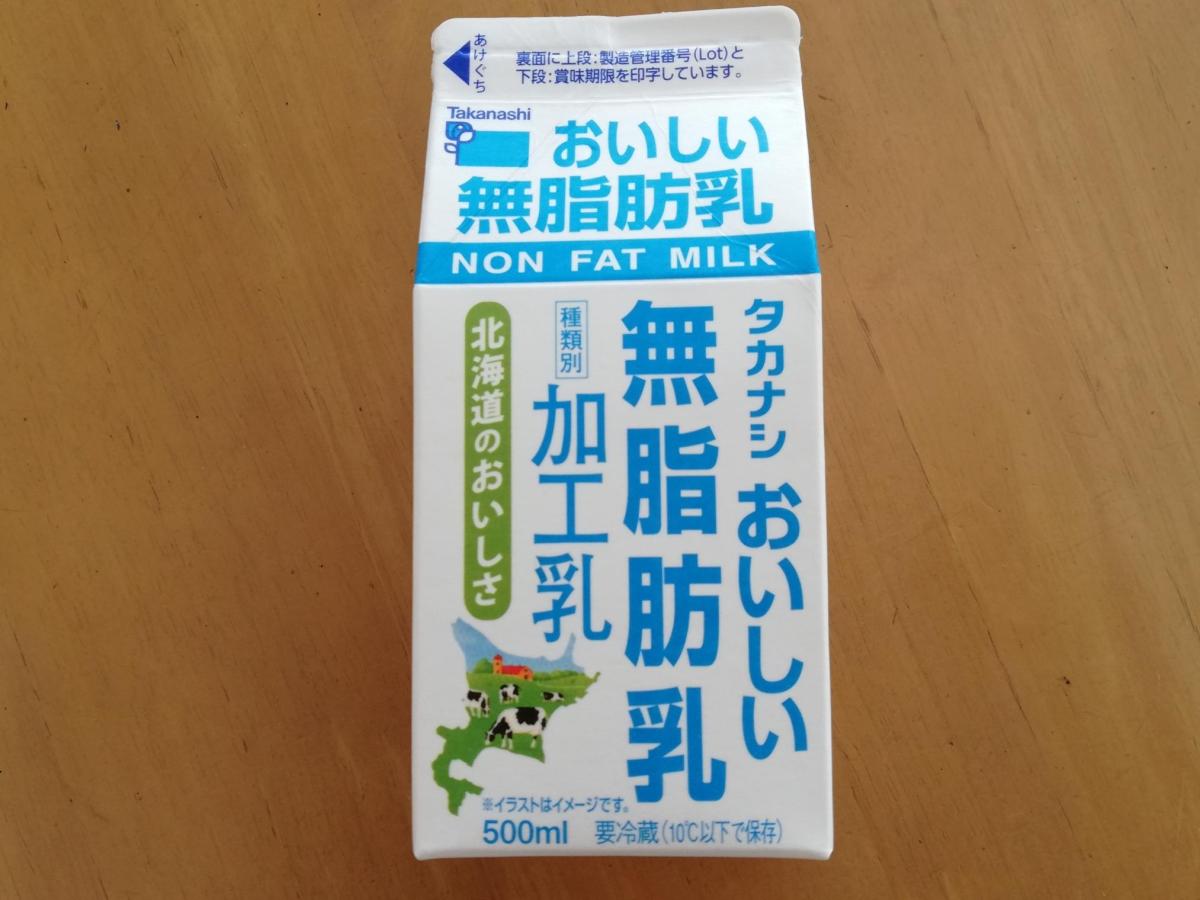 あけぐち
裏面に上段:製造管理番号(Lot)と
下段:賞味期限を印字しています。
Takanashi
おいしい
無脂肪乳
NON FAT MILK
タカナシ おいしい
無脂肪乳
種類別
加工乳
北海道のおいしさ
※イラストはイメージです。
500ml 要冷蔵(10℃以下で保存)